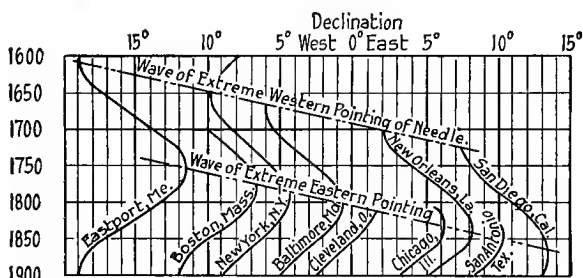 Declination
West East
15° 10° 5° 0° 5° 10° 15°
1600
1650
1700
1750
1800
1850
1900
Wave of Extreme Western Pointing of Needle.
Wave of Extreme Eastern Pointing
Eastport, Me.
Boston, Mass.
New York, N.Y.
Baltimore, Md.
Cleveland, O.
Chicago,
Ill.
New Orleans, La.
San Antonio
Tex.
San Diego, Cal.